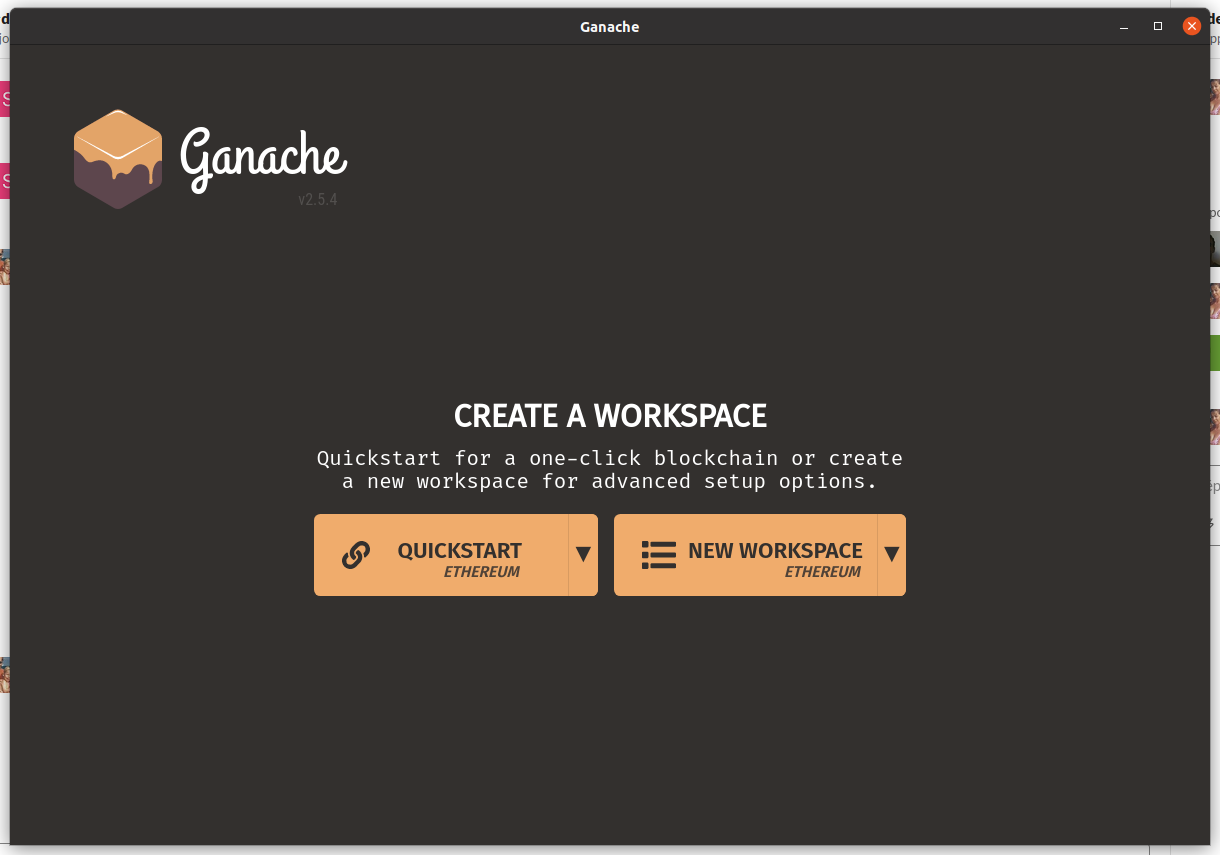 Ganache
Ganache
v2.5.4
CREATE A WORKSPACE
Quickstart for a one-click blockchain or create
a new workspace for advanced setup options.
QUICKSTART
ETHEREUM
NEW WORKSPACE
ETHEREUM